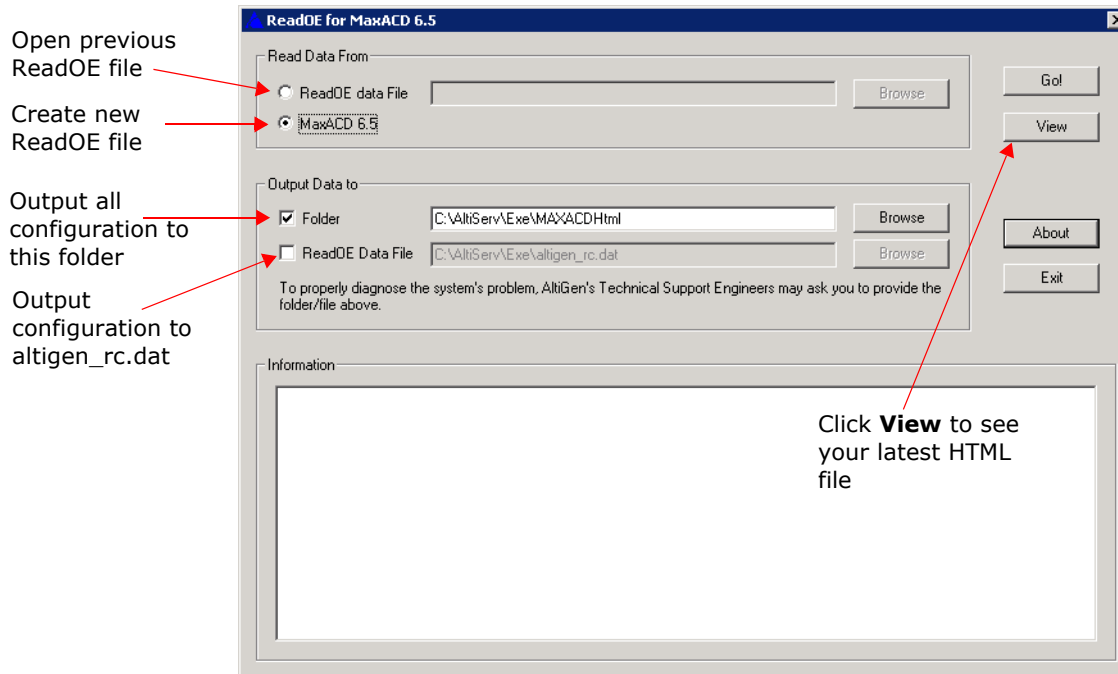 ReadOE for MaxACD 6.5
Open previous
ReadOE file
Create new
ReadOE file
Output all
configuration to
this folder
Output
configuration to
altigen_rc.dat
Read Data From
ReadOE data File
Browse
MaxACD 6.5
Go!
View
Output Data to
Folder
C:\AltiServ\Exe\MAXACDHtml
Browse
ReadOE Data File
C:\AltiServ\Exe\altigen_rc.dat
Browse
To properly diagnose the system's problem, AltiGen's Technical Support Engineers may ask you to provide the
folder/file above.
About
Exit
Information
Click View to see
your latest HTML
file